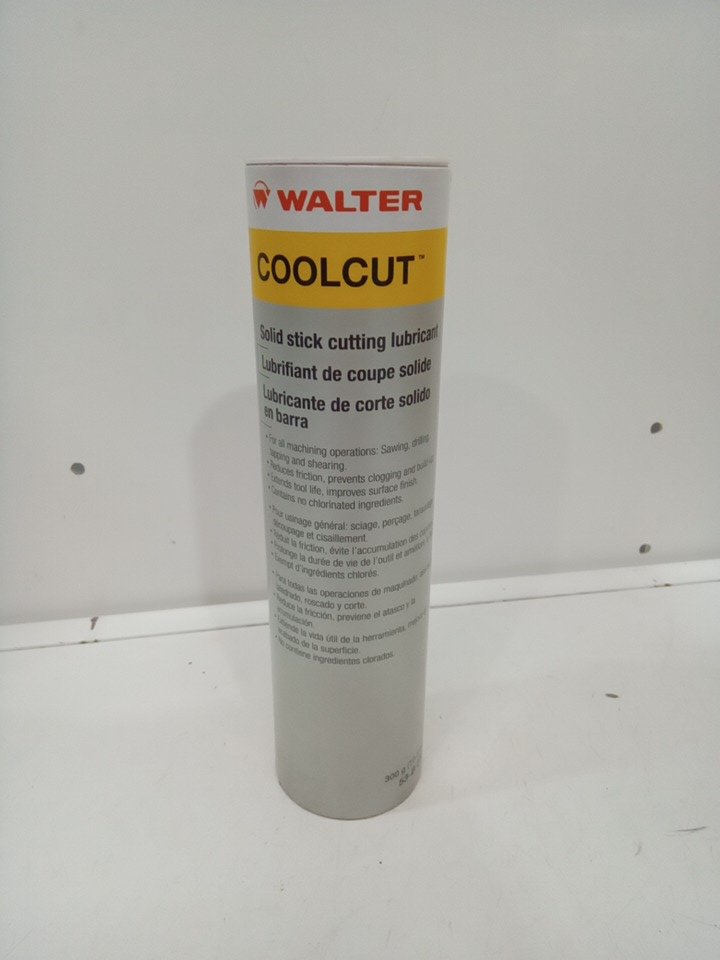 WALTER
COOLCUT™
Solid stick cutting lubricant
Lubrifiant de coupe solide
Lubricante de corte solido
en barra
• For all machining operations: Sawing, drilling,
tapping and shearing.
• Reduces friction, prevents clogging and build-up.
• Extends tool life, improves surface finish.
• Contains no chlorinated ingredients.
• Pour usinage général: sciage, perçage, taraudage,
découpage et cisaillement.
• Réduit la friction, évite l'accumulation des
• Prolonge la durée de vie de l'outil et améliore
• Exempt d'ingrédients chlorés.
• Para todas las operaciones de maquinado:
taladrado, roscado y corte.
• Reduce la fricción, previene el atasco y la
acumulación.
• Extiende la vida útil de la herramienta,
acabado de la superficie.
• No contiene ingredientes clorados.
300 g
53-B